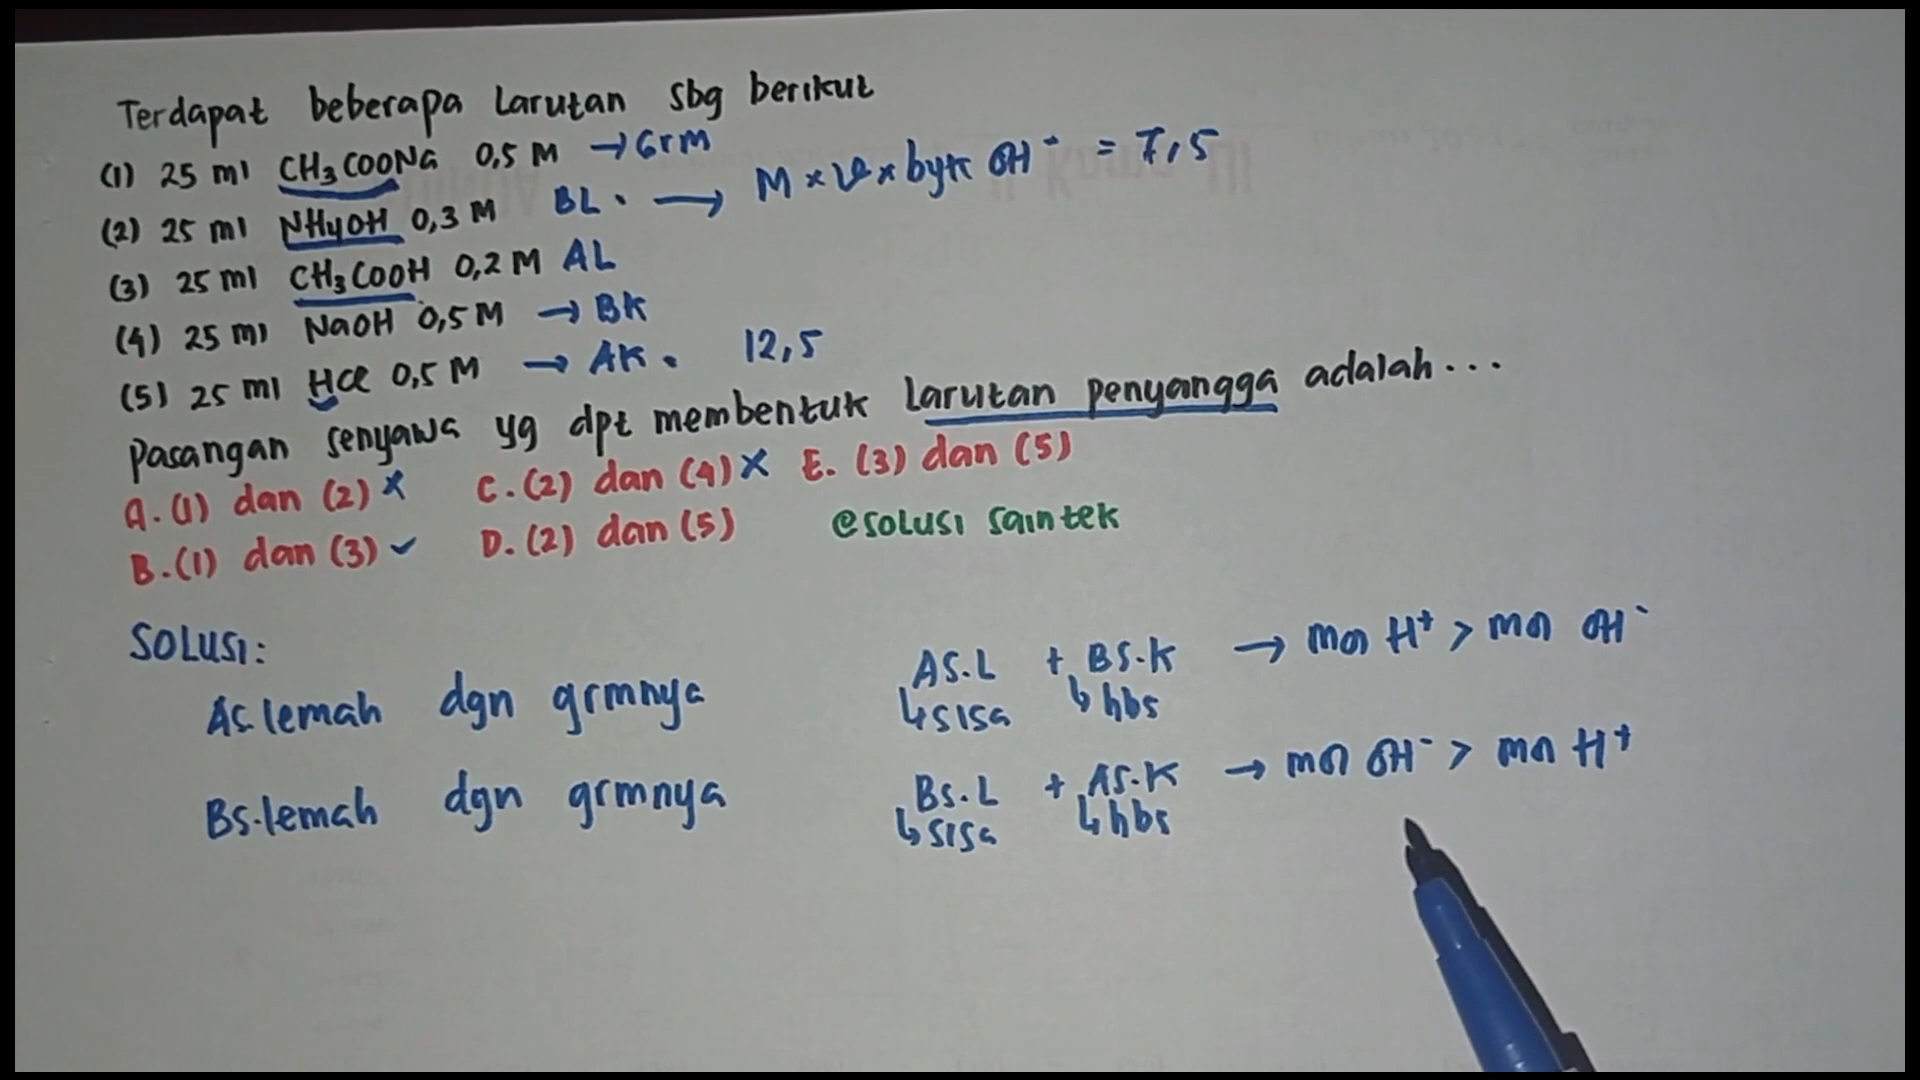 Terdapat beberapa Larutan sbg berikut
(1) 25 ml CH3COONa 0,5 M → Grm
(2) 25 ml NH4OH 0,3 M BL. → M x V x byk OH⁻ = 7,5
(3) 25 ml CH3COOH 0,2 M AL
(4) 25 ml NaOH 0,5 M → BK
(5) 25 ml HCl 0,5 M → AK. 12,5
pasangan senyawa yg dpt membentuk larutan penyangga adalah...
A. (1) dan (2) x C. (2) dan (4) x E. (3) dan (5)
B. (1) dan (3) ✓ D. (2) dan (5) @solusi saintek
SOLUSI:
As.lemah dgn grmnya AS.L + BS.K → mol H⁺ > mol OH⁻
↳ sisa ↳ hbs
Bs.lemah dgn grmnya Bs.L + AS.K → mol OH⁻ > mol H⁺
↳ sisa ↳ hbs